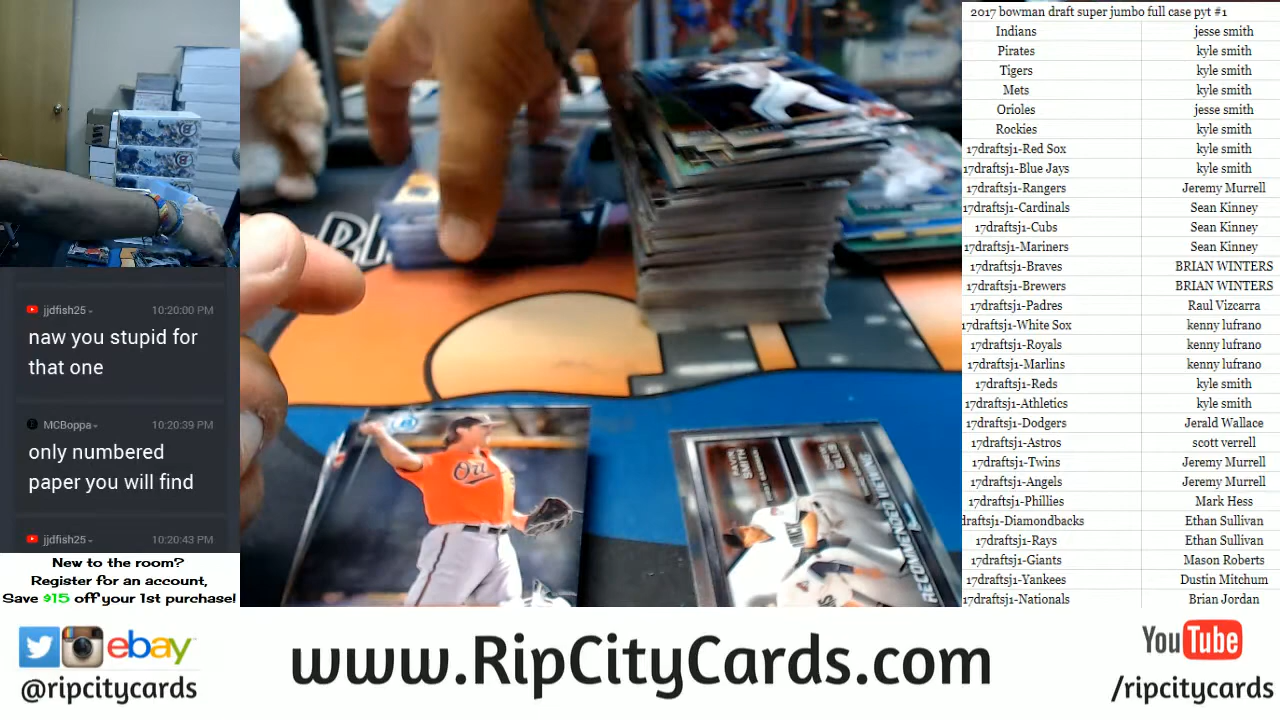 jjdfish25 10:20:00 PM
naw you stupid for
that one
MCBoppa 10:20:39 PM
only numbered
paper you will find
jjdfish25 10:20:43 PM
New to the room?
Register for an account,
Save $15 off your 1st purchase!
Ori
RECOMMENDED VIEWING
PAVIN
SMITH
ELLIS
2017 bowman draft super jumbo full case pyt #1
Indians jesse smith
Pirates kyle smith
Tigers kyle smith
Mets kyle smith
Orioles jesse smith
Rockies kyle smith
17draftsj1-Red Sox kyle smith
17draftsj1-Blue Jays kyle smith
17draftsj1-Rangers Jeremy Murrell
17draftsj1-Cardinals Sean Kinney
17draftsj1-Cubs Sean Kinney
17draftsj1-Mariners Sean Kinney
17draftsj1-Braves BRIAN WINTERS
17draftsj1-Brewers BRIAN WINTERS
17draftsj1-Padres Raul Vizcarra
17draftsj1-White Sox kenny lufrano
17draftsj1-Royals kenny lufrano
17draftsj1-Marlins kenny lufrano
17draftsj1-Reds kyle smith
17draftsj1-Athletics kyle smith
17draftsj1-Dodgers Jerald Wallace
17draftsj1-Astros scott verrell
17draftsj1-Twins Jeremy Murrell
17draftsj1-Angels Jeremy Murrell
17draftsj1-Phillies Mark Hess
draftsj1-Diamondbacks Ethan Sullivan
17draftsj1-Rays Ethan Sullivan
17draftsj1-Giants Mason Roberts
17draftsj1-Yankees Dustin Mitchum
17draftsj1-Nationals Brian Jordan
ebay
@ripcitycards
www.RipCityCards.com
YouTube
/ripcitycards